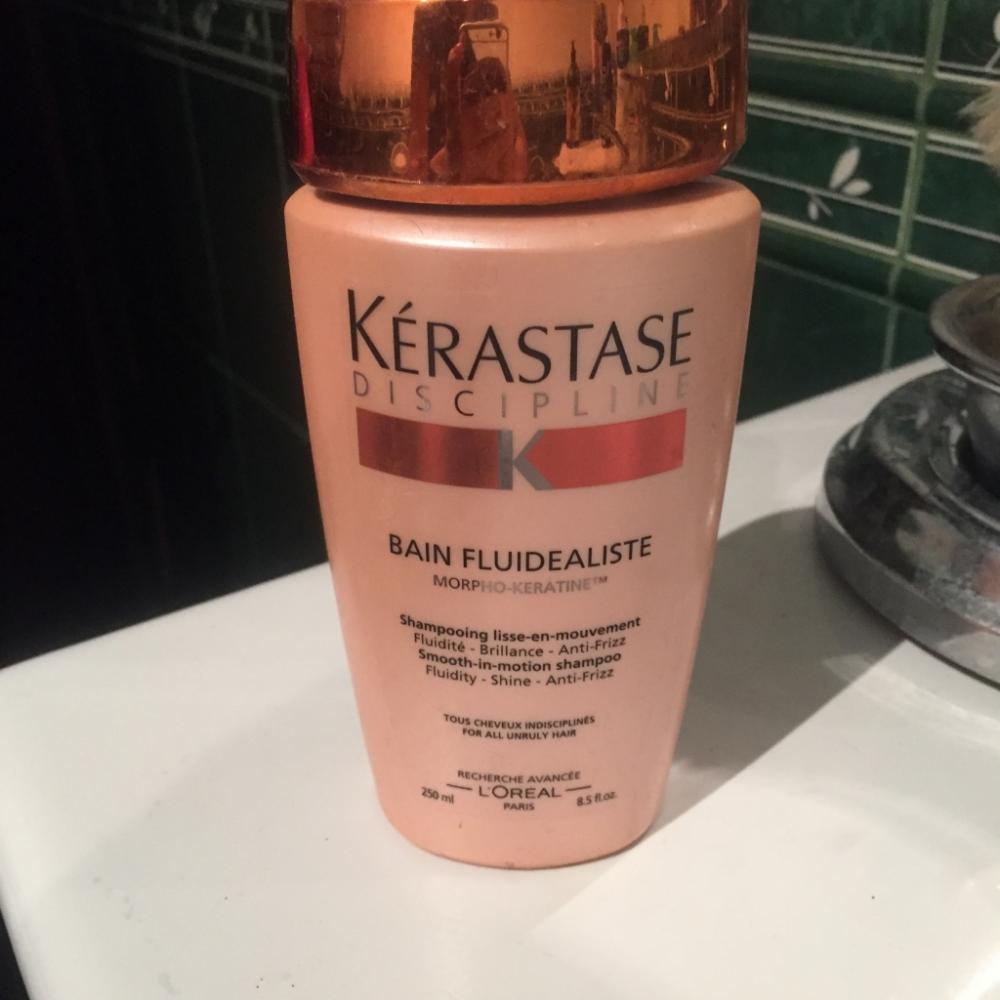 KÉRASTASE
DISCIPLINE
K
BAIN FLUIDEALISTE
MORPHO-KERATINE™
Shampooing lisse-en-mouvement
Fluidité - Brillance - Anti-Frizz
Smooth-in-motion shampoo
Fluidity - Shine - Anti-Frizz
TOUS CHEVEUX INDISCIPLINÉS
FOR ALL UNRULY HAIR
RECHERCHE AVANCÉE
250 ml L'ORÉAL 8.5 fl.oz.
PARIS